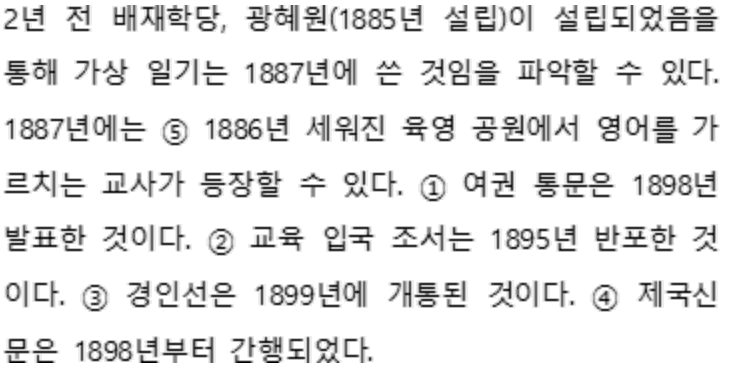 2년 전 배재학당, 광혜원(1885년 설립)이 설립되었음을
통해 가상 일기는 1887년에 쓴 것임을 파악할 수 있다.
1887년에는 ⑤ 1886년 세워진 육영 공원에서 영어를 가
르치는 교사가 등장할 수 있다. ① 여권 통문은 1898년
발표한 것이다. ② 교육 입국 조서는 1895년 반포한 것
이다. ③ 경인선은 1899년에 개통된 것이다. ④ 제국신
문은 1898년부터 간행되었다.